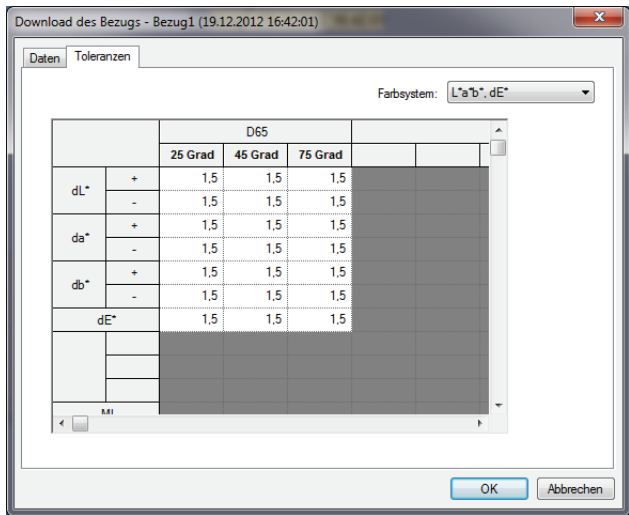 Download des Bezugs - Bezug1 (19.12.2012 16:42:01)
Daten Toleranzen
Farbsystem: L*a*b*, dE*
D65
25 Grad 45 Grad 75 Grad
dL* + 1,5 1,5 1,5
- 1,5 1,5 1,5
da* + 1,5 1,5 1,5
- 1,5 1,5 1,5
db* + 1,5 1,5 1,5
- 1,5 1,5 1,5
dE* 1,5 1,5 1,5
MI
OK Abbrechen